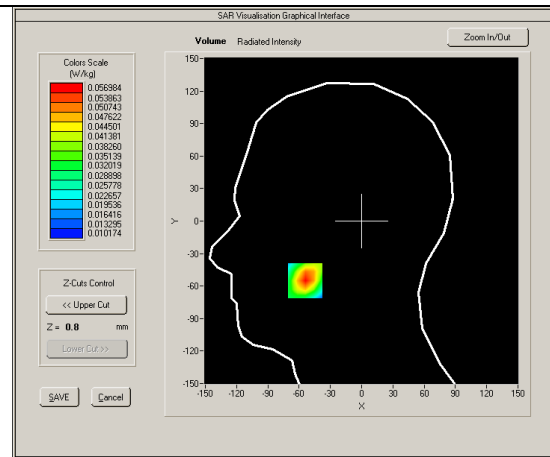 SAR Visualisation Graphical Interface
Volume Radiated Intensity
Zoom In/Out
Colors Scale
(W/kg)
0.056984
0.053863
0.050743
0.047622
0.044501
0.041381
0.038260
0.035139
0.032019
0.028898
0.025778
0.022657
0.019536
0.016416
0.013295
0.010174
Z-Cuts Control
<< Upper Cut
Z = 0.8 mm
Lower Cut >>
SAVE Cancel
150
120
90
60
30
Y 0
-30
-60
-90
-120
-150
-150 -120 -90 -60 -30 0 30 60 90 120 150
X